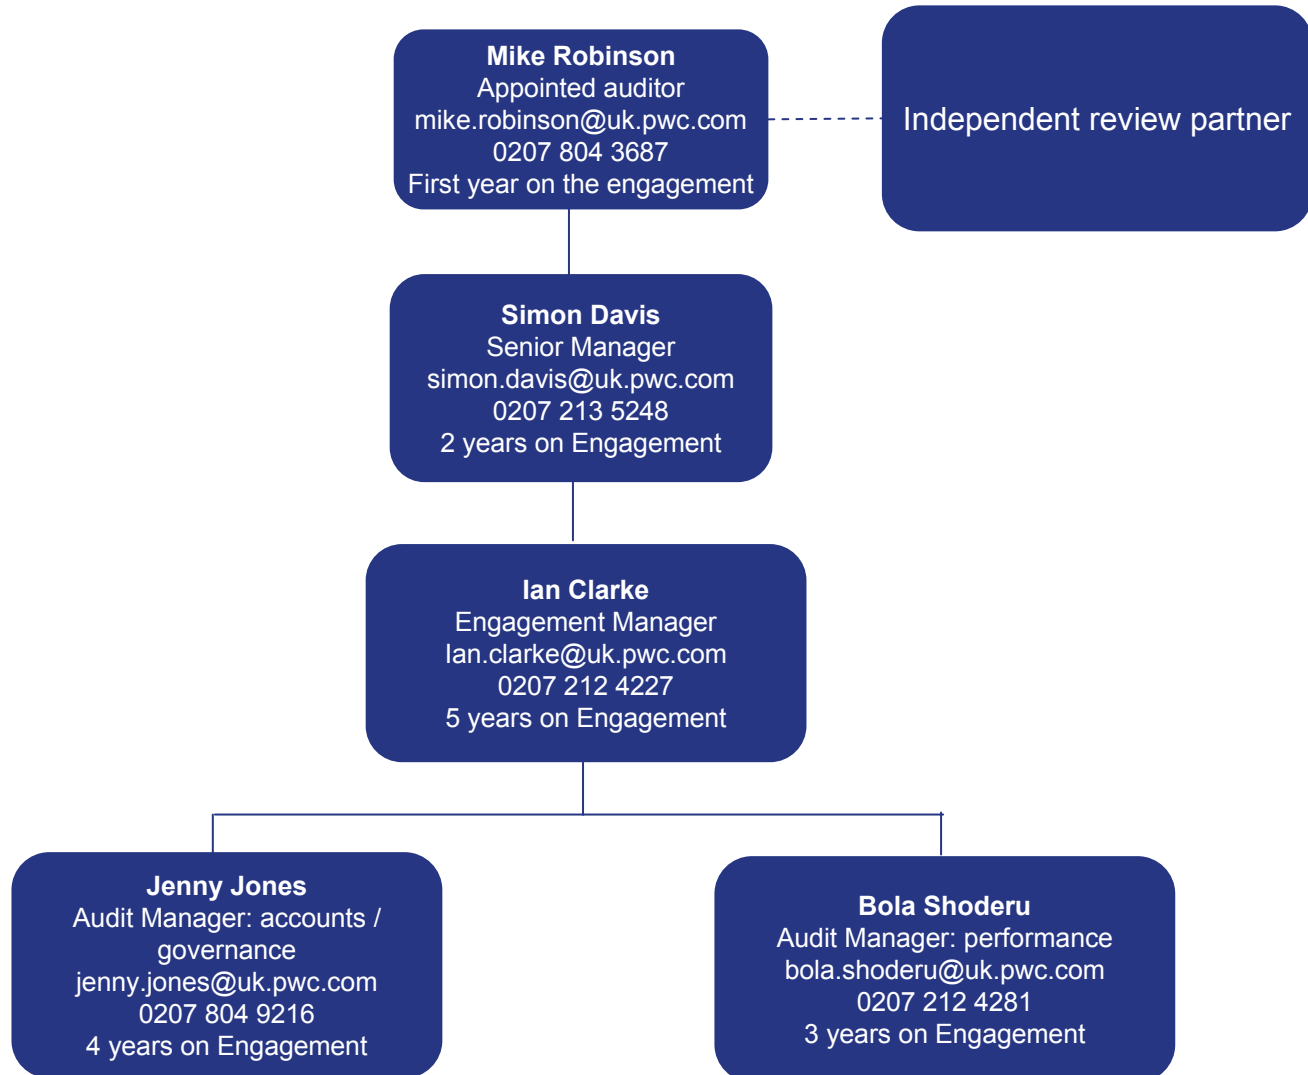 Mike Robinson
Appointed auditor
mike.robinson@uk.pwc.com
0207 804 3687
First year on the engagement
Independent review partner
Simon Davis
Senior Manager
simon.davis@uk.pwc.com
0207 213 5248
2 years on Engagement
Ian Clarke
Engagement Manager
Ian.clarke@uk.pwc.com
0207 212 4227
5 years on Engagement
Jenny Jones
Audit Manager: accounts /
governance
jenny.jones@uk.pwc.com
0207 804 9216
4 years on Engagement
Bola Shoderu
Audit Manager: performance
bola.shoderu@uk.pwc.com
0207 212 4281
3 years on Engagement